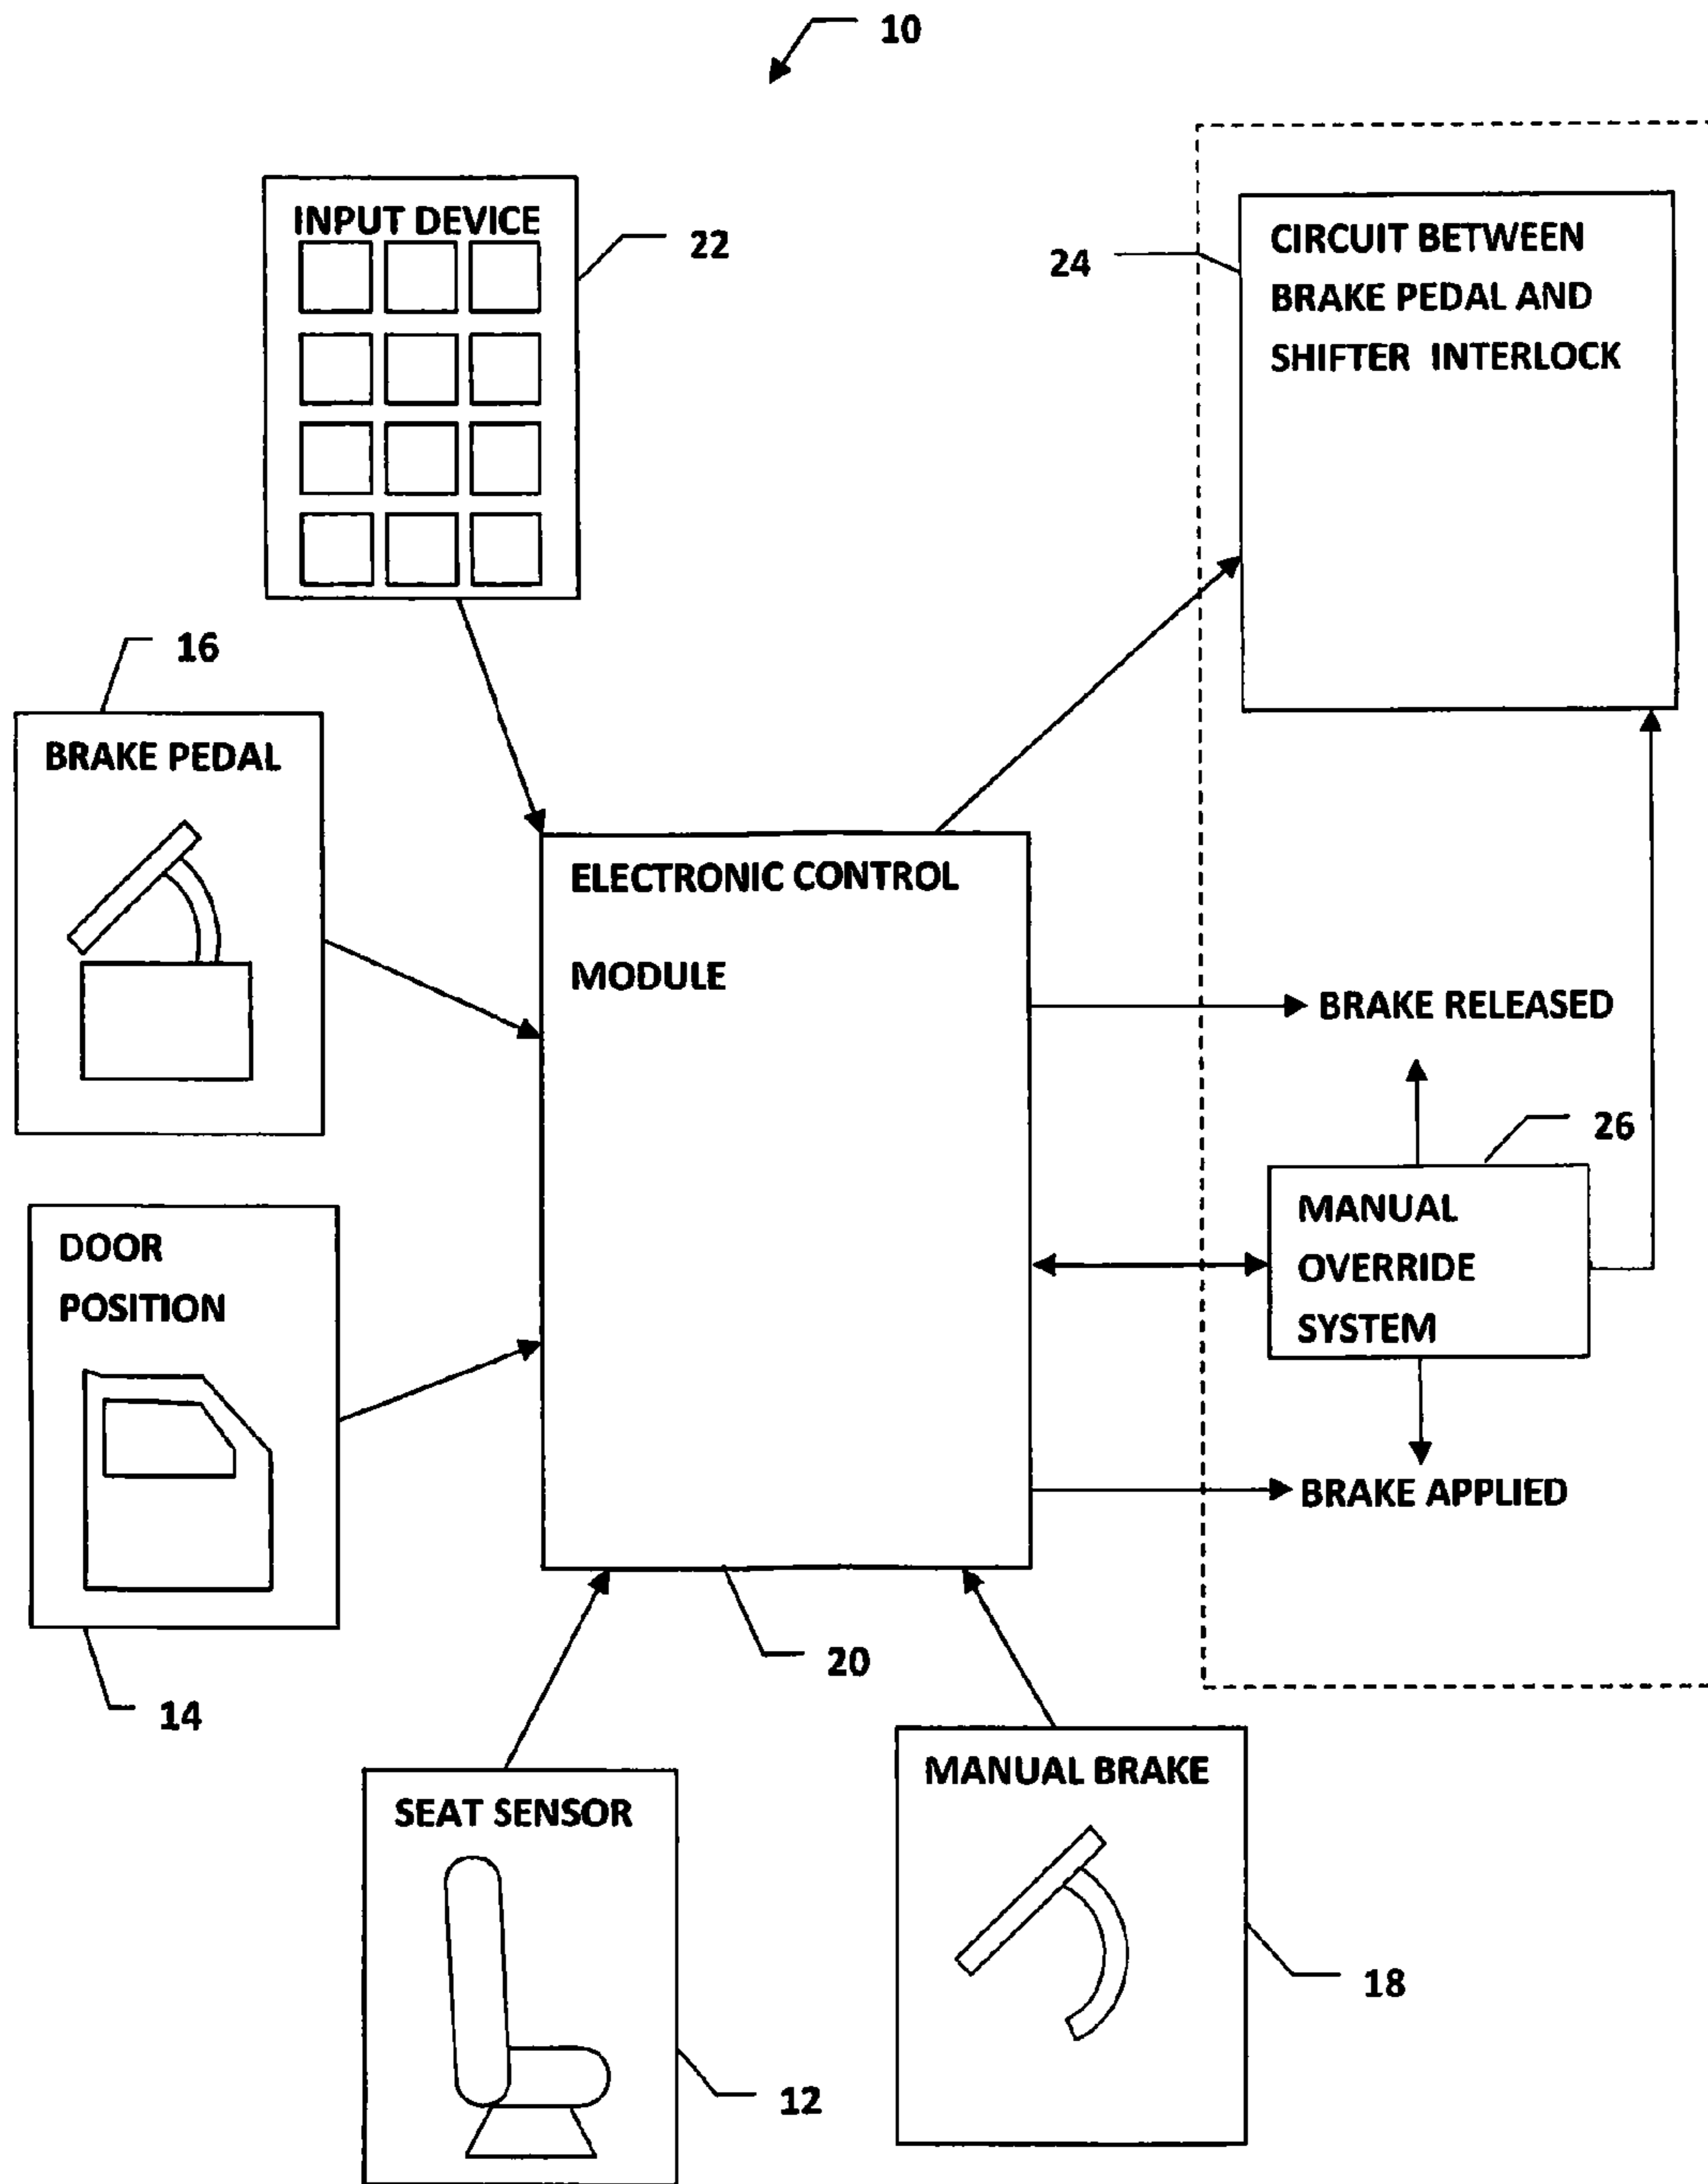 10
INPUT DEVICE
22
24
CIRCUIT BETWEEN
BRAKE PEDAL AND
SHIFTER INTERLOCK
16
BRAKE PEDAL
ELECTRONIC CONTROL
MODULE
BRAKE RELEASED
26
MANUAL
OVERRIDE
SYSTEM
DOOR
POSITION
BRAKE APPLIED
20
14
MANUAL BRAKE
SEAT SENSOR
18
12